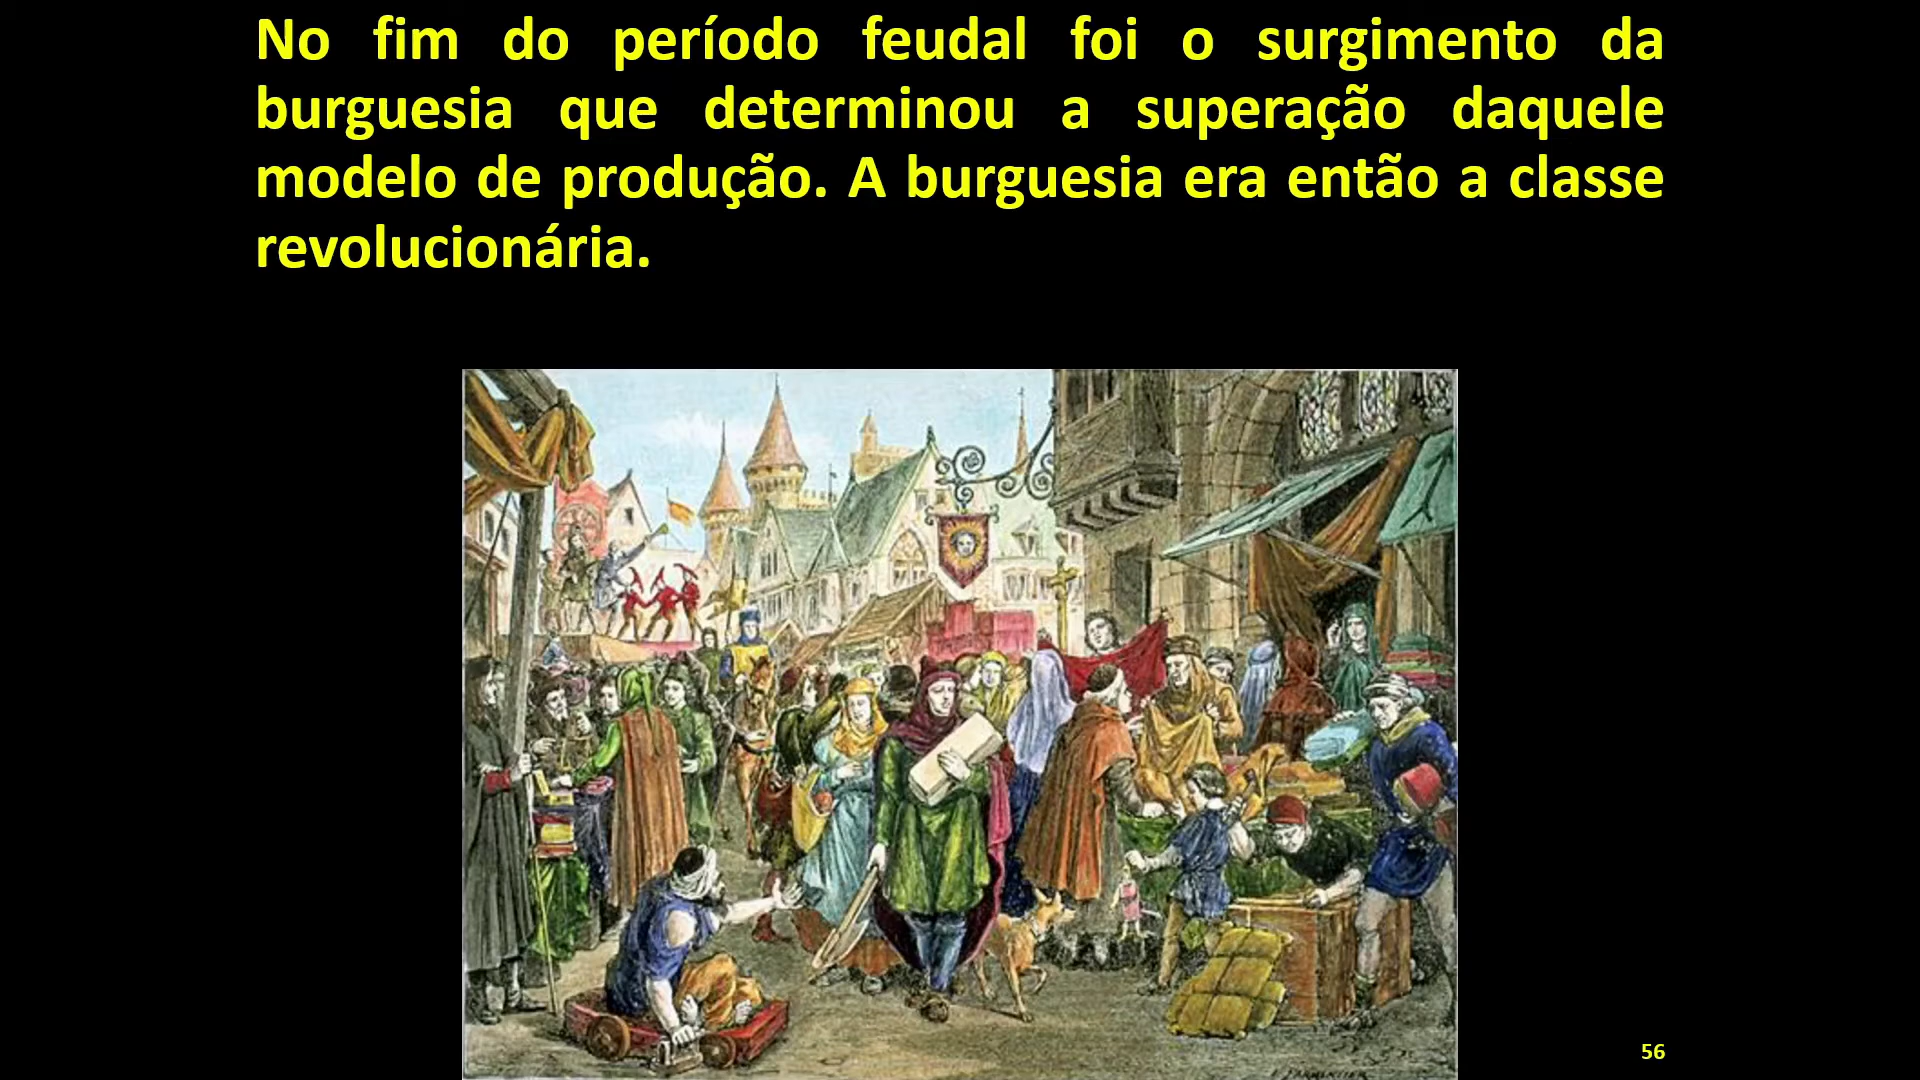 No fim do período feudal foi o surgimento da
burguesia que determinou a superação daquele
modelo de produção. A burguesia era então a classe
revolucionária.
56